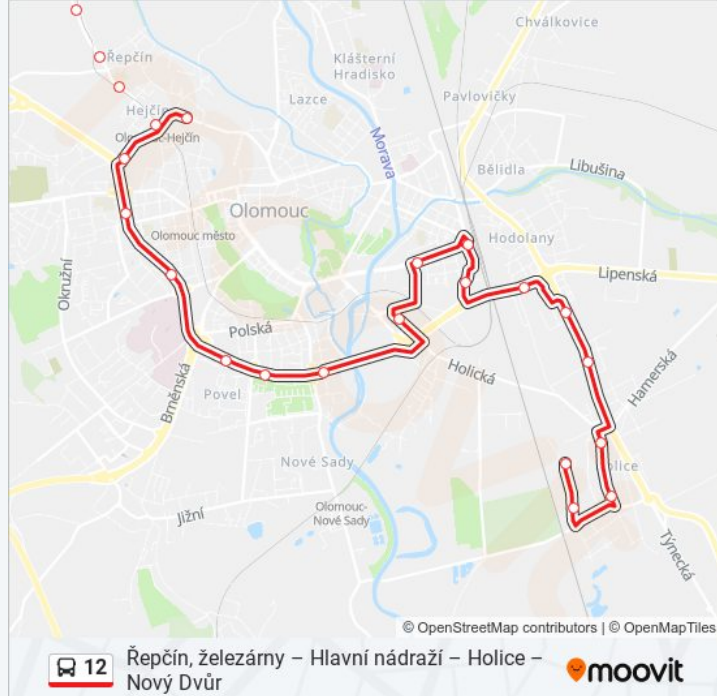 Chválkovice
Řepčín
Klášterní
Hradisko
Lazce
Pavlovičky
Hejčín
Olomouc-Hejčín
Morava
Bělidla
Libušina
Olomouc
Hodolany
Olomouc město
Okružní
Lipenská
Polská
Holická
Hamerská
Brněnská
Povel
Nové Sady
olice
Olomouc-
Nové Sady
Jižní
Týnecká
© OpenStreetMap contributors | © OpenMapTiles
12
Řepčín, železárny – Hlavní nádraží – Holice –
Nový Dvůr
moovit